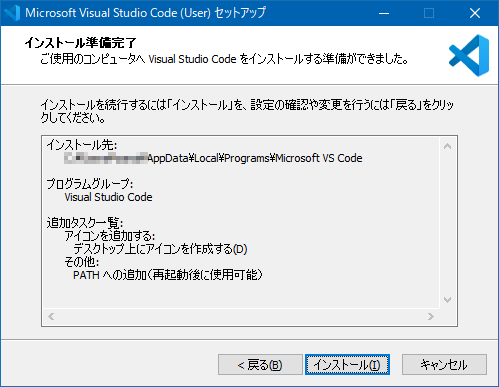 Microsoft Visual Studio Code (User) セットアップ
インストール準備完了
ご使用のコンピュータへ Visual Studio Code をインストールする準備ができました。
インストールを続行するには「インストール」を、設定の確認や変更を行うには「戻る」をクリッ
クしてください。
インストール先:
AppData¥Local¥Programs¥Microsoft VS Code
プログラムグループ:
Visual Studio Code
追加タスク一覧:
アイコンを追加する:
デスクトップ上にアイコンを作成する(D)
その他:
PATH への追加（再起動後に使用可能）
< 戻る(B)
インストール(I)
キャンセル